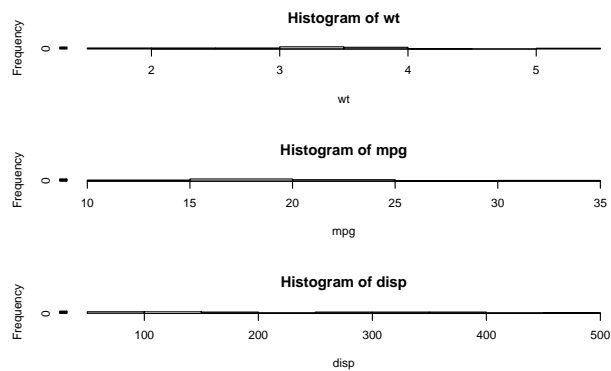 Histogram of wt
Frequency
0
2 3 4 5
wt
Histogram of mpg
Frequency
0
10 15 20 25 30 35
mpg
Histogram of disp
Frequency
0
100 200 300 400 500
disp